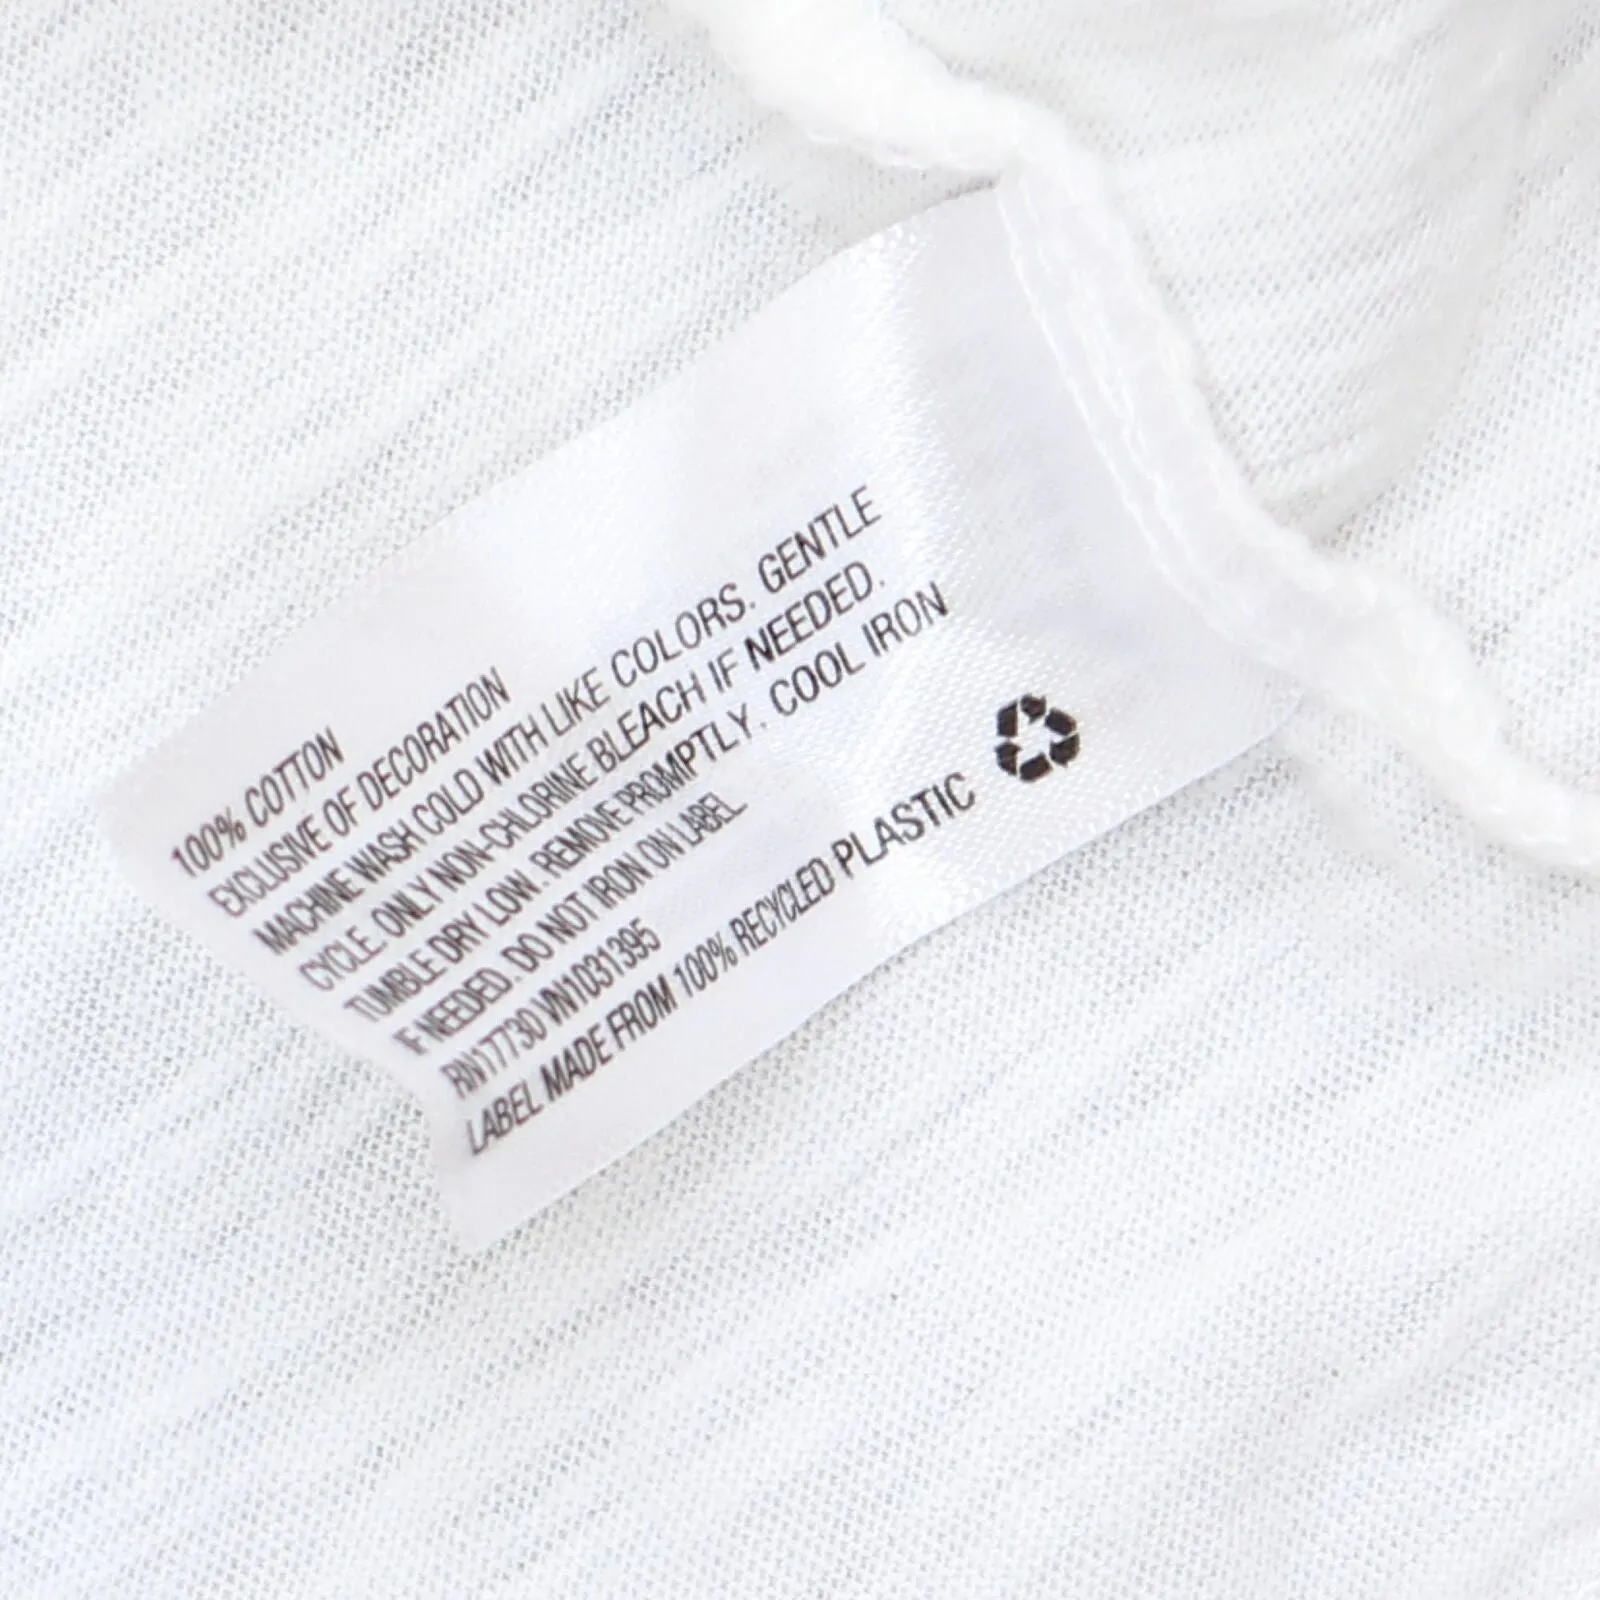 100% COTTON
EXCLUSIVE OF DECORATION
MACHINE WASH COLD WITH LIKE COLORS. GENTLE
CYCLE. ONLY NON-CHLORINE BLEACH IF NEEDED.
TUMBLE DRY LOW. REMOVE PROMPTLY. COOL IRON
IF NEEDED. DO NOT IRON ON LABEL
RN17730 VN1031395
LABEL MADE FROM 100% RECYCLED PLASTIC